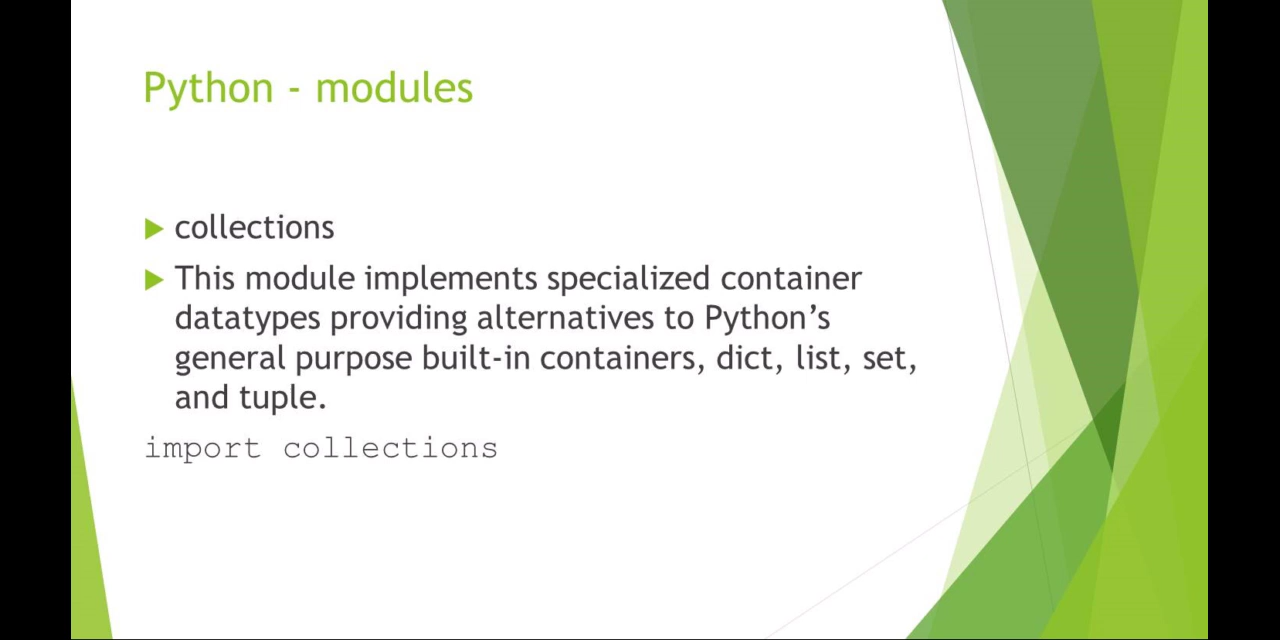 Python - modules
collections
This module implements specialized container
datatypes providing alternatives to Python’s
general purpose built-in containers, dict, list, set,
and tuple.
import collections